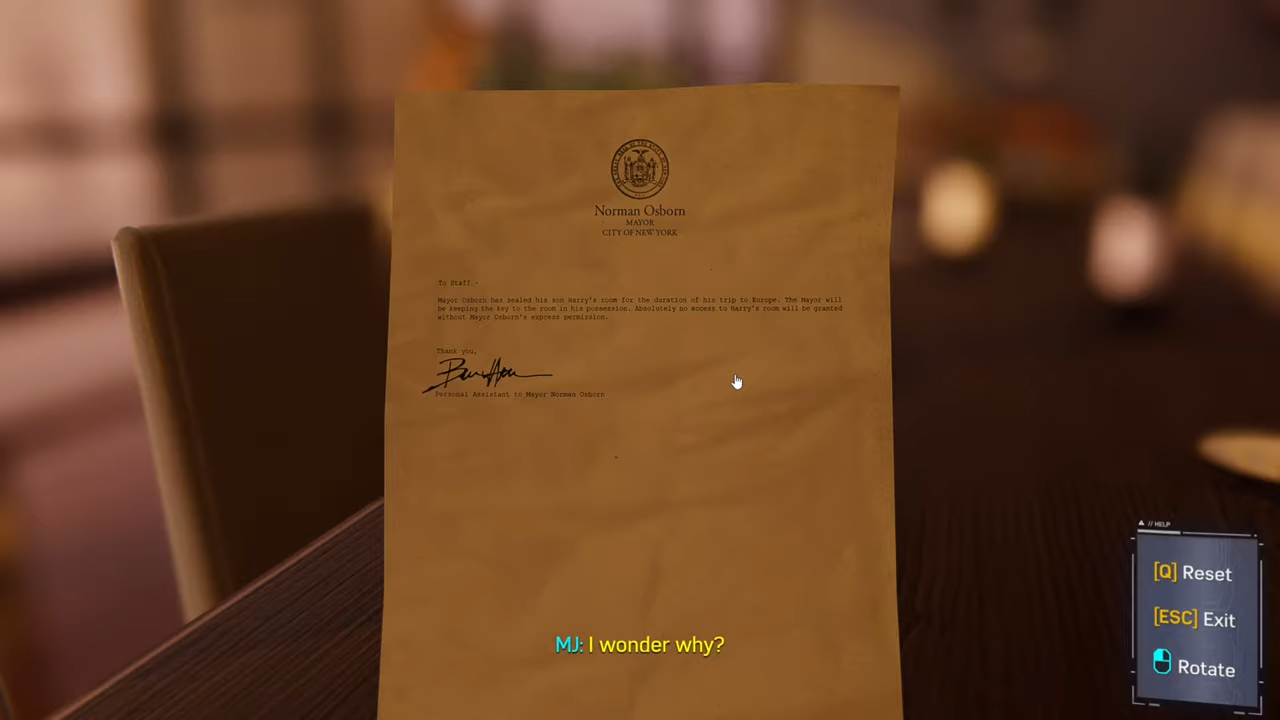 Norman Osborn
MAYOR
CITY OF NEW YORK
To Staff.-
Mayor Osborn has sealed his son Harry's room for the duration of his trip to Europe. The Mayor will
be keeping the key to the room in his possession. Absolutely no access to Harry's room will be granted
without Mayor Osborn's express permission.
Thank you,
Personal Assistant to Mayor Norman Osborn
MJ: I wonder why?
// HELP
[Q] Reset
[ESC] Exit
Rotate